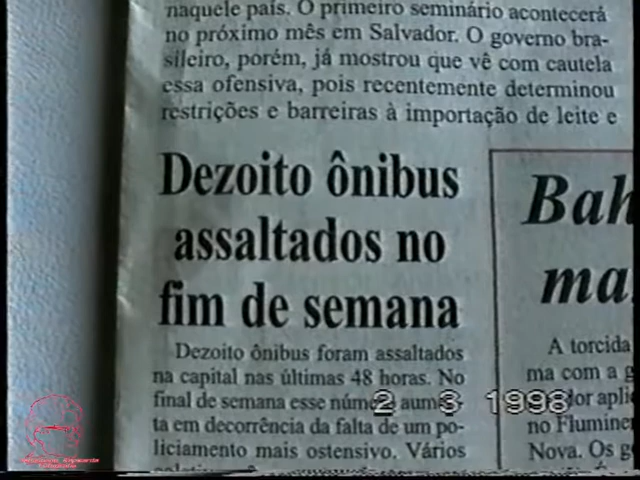 naquele país. O primeiro seminário acontecerá
no próximo mês em Salvador. O governo bra-
sileiro, porém, já mostrou que vê com cautela
essa ofensiva, pois recentemente determinou
restrições e barreiras à importação de leite e
Dezoito ônibus
assaltados no
fim de semana
Dezoito ônibus foram assaltados
na capital nas últimas 48 horas. No
final de semana esse núme aum
ta em decorrência da falta de um po-
liciamento mais ostensivo. Vários
Bah
ma
A torcida
ma com a g
dor apli
no Flumine
Nova. Os g
2 3 1998